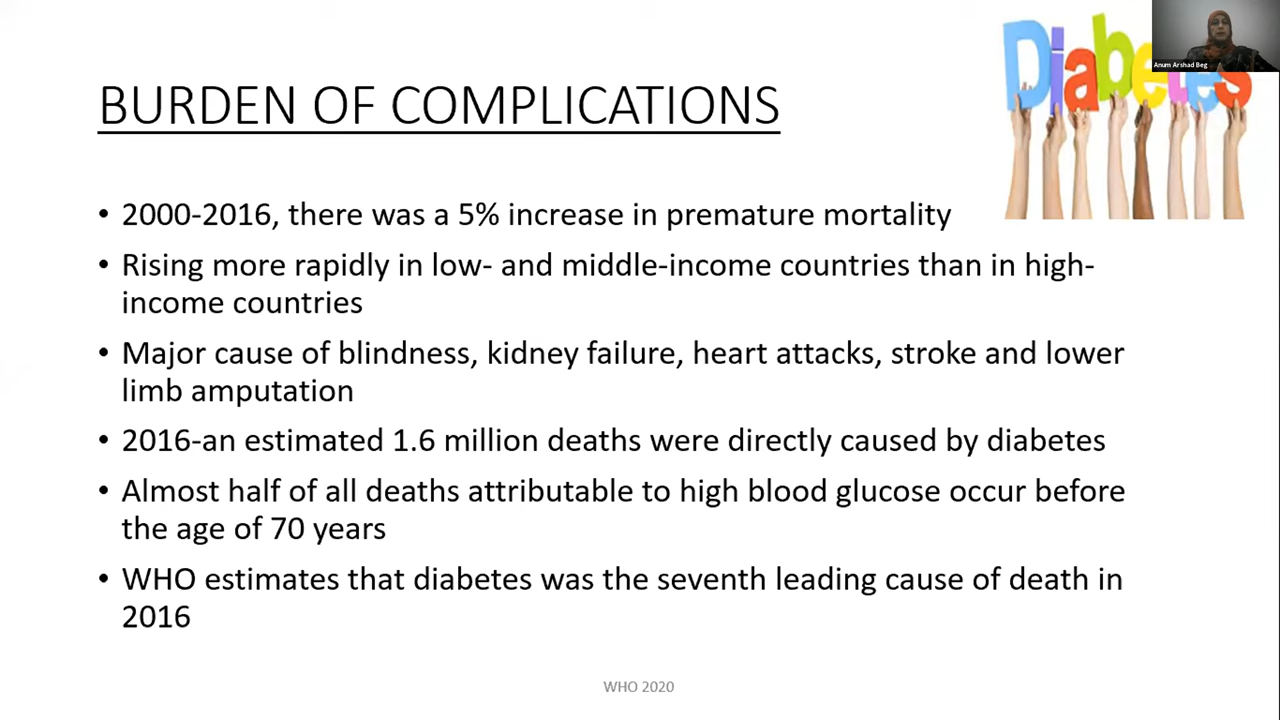 Diabetes
Anum Arshad Beg
BURDEN OF COMPLICATIONS
• 2000-2016, there was a 5% increase in premature mortality
• Rising more rapidly in low- and middle-income countries than in high-
income countries
• Major cause of blindness, kidney failure, heart attacks, stroke and lower
limb amputation
• 2016-an estimated 1.6 million deaths were directly caused by diabetes
• Almost half of all deaths attributable to high blood glucose occur before
the age of 70 years
• WHO estimates that diabetes was the seventh leading cause of death in
2016
WHO 2020